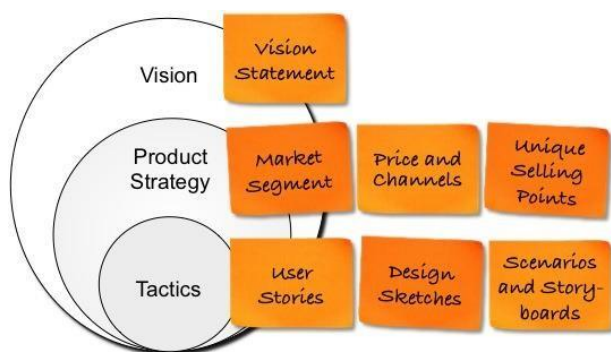 Vision
Vision
Statement
Product
Strategy
Market
Segment
Price and
Channels
Unique
Selling
Points
Tactics
User
Stories
Design
Sketches
Scenarios
and Story-
boards